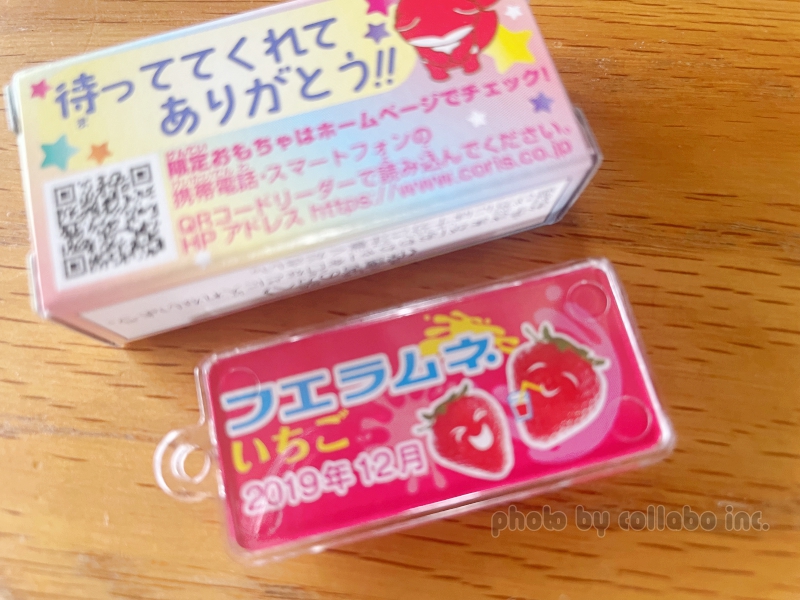 待っててくれて
ありがとう!!
限定おもちゃはホームページでチェック!
携帯電話・スマートフォンの
QRコードリーダーで読み込んでください。
HP アドレス https://www.coris.co.jp
フエラムネ
いちご
2019年 12月
photo by collabo inc.